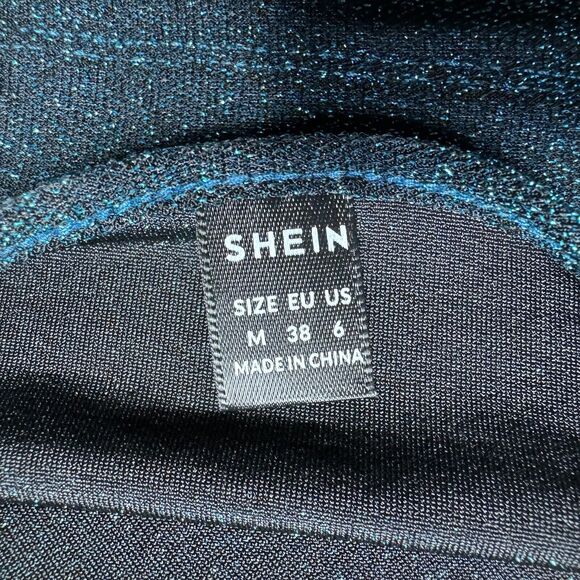 SHEIN
SIZE EU US
M 38 6
MADE IN CHINA